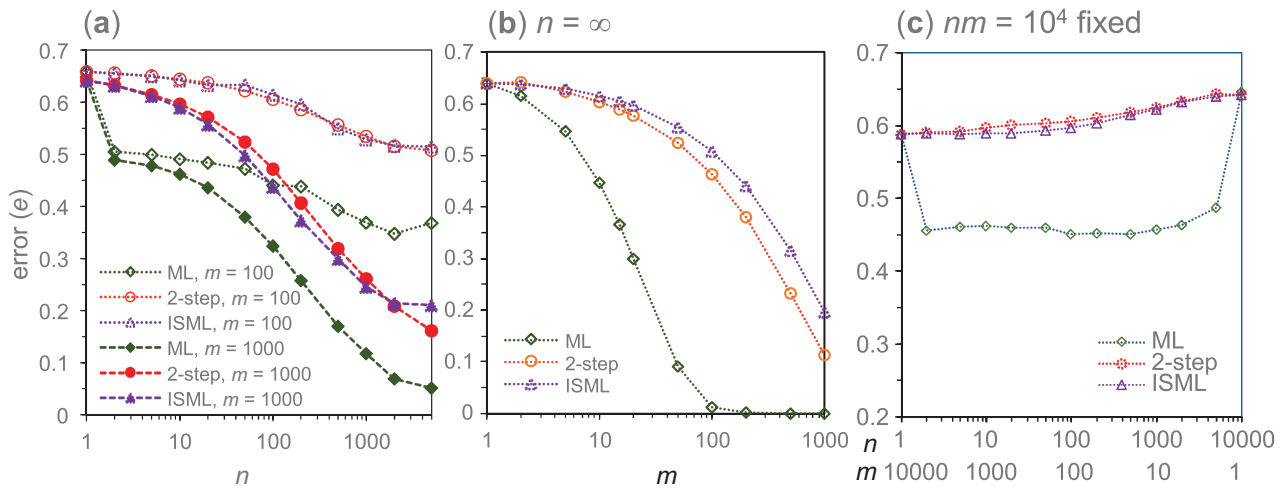 (a)
(b) n = ∞
(c) nm = 10⁴ fixed
error (e)
0.7
0.6
0.5
0.4
0.3
0.2
0.1
0
ML, m = 100
2-step, m = 100
ISML, m = 100
ML, m = 1000
2-step, m = 1000
ISML, m = 1000
1 10 100 1000
n
0.7
0.6
0.5
0.4
0.3
0.2
0.1
0.0
ML
2-step
ISML
1 10 100 1000
m
0.7
0.6
0.5
0.4
0.3
0.2
ML
2-step
ISML
n 1 10 100 1000 10000
m 10000 1000 100 10 1